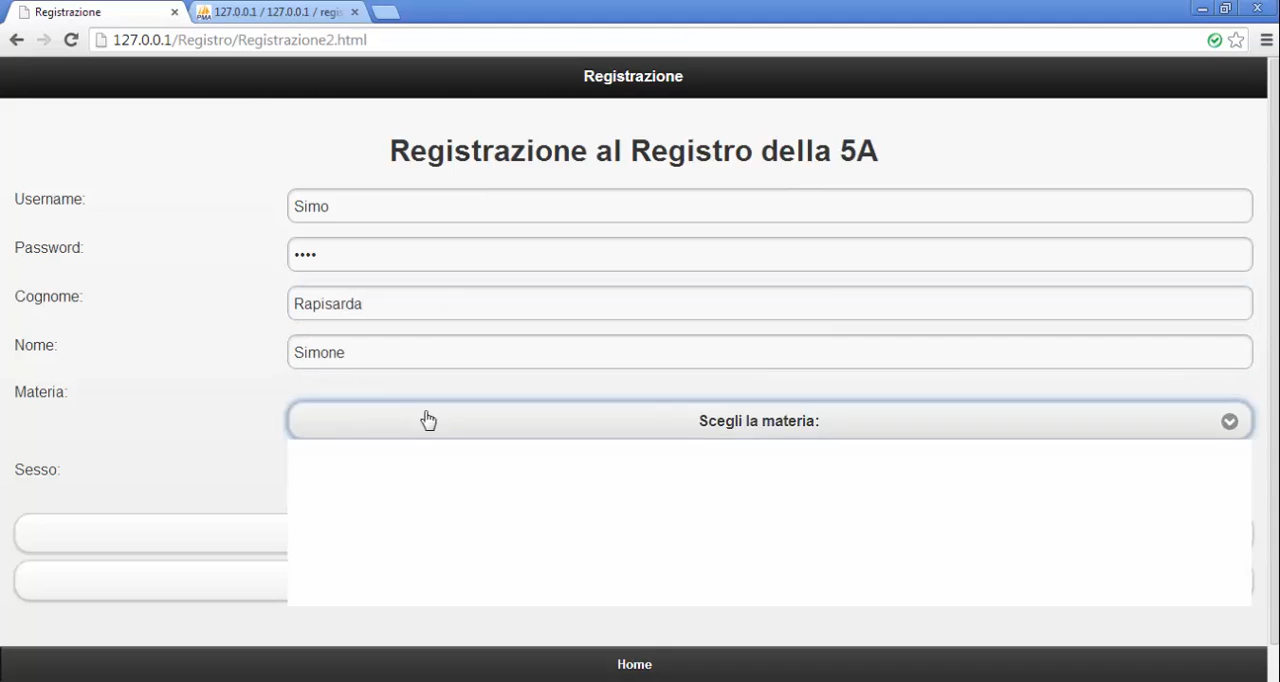 Registrazione
127.0.0.1 / 127.0.0.1 / regis
127.0.0.1/Registro/Registrazione2.html
Registrazione
Registrazione al Registro della 5A
Username:
Simo
Password:
••••
Cognome:
Rapisarda
Nome:
Simone
Materia:
Scegli la materia:
Sesso:
Home